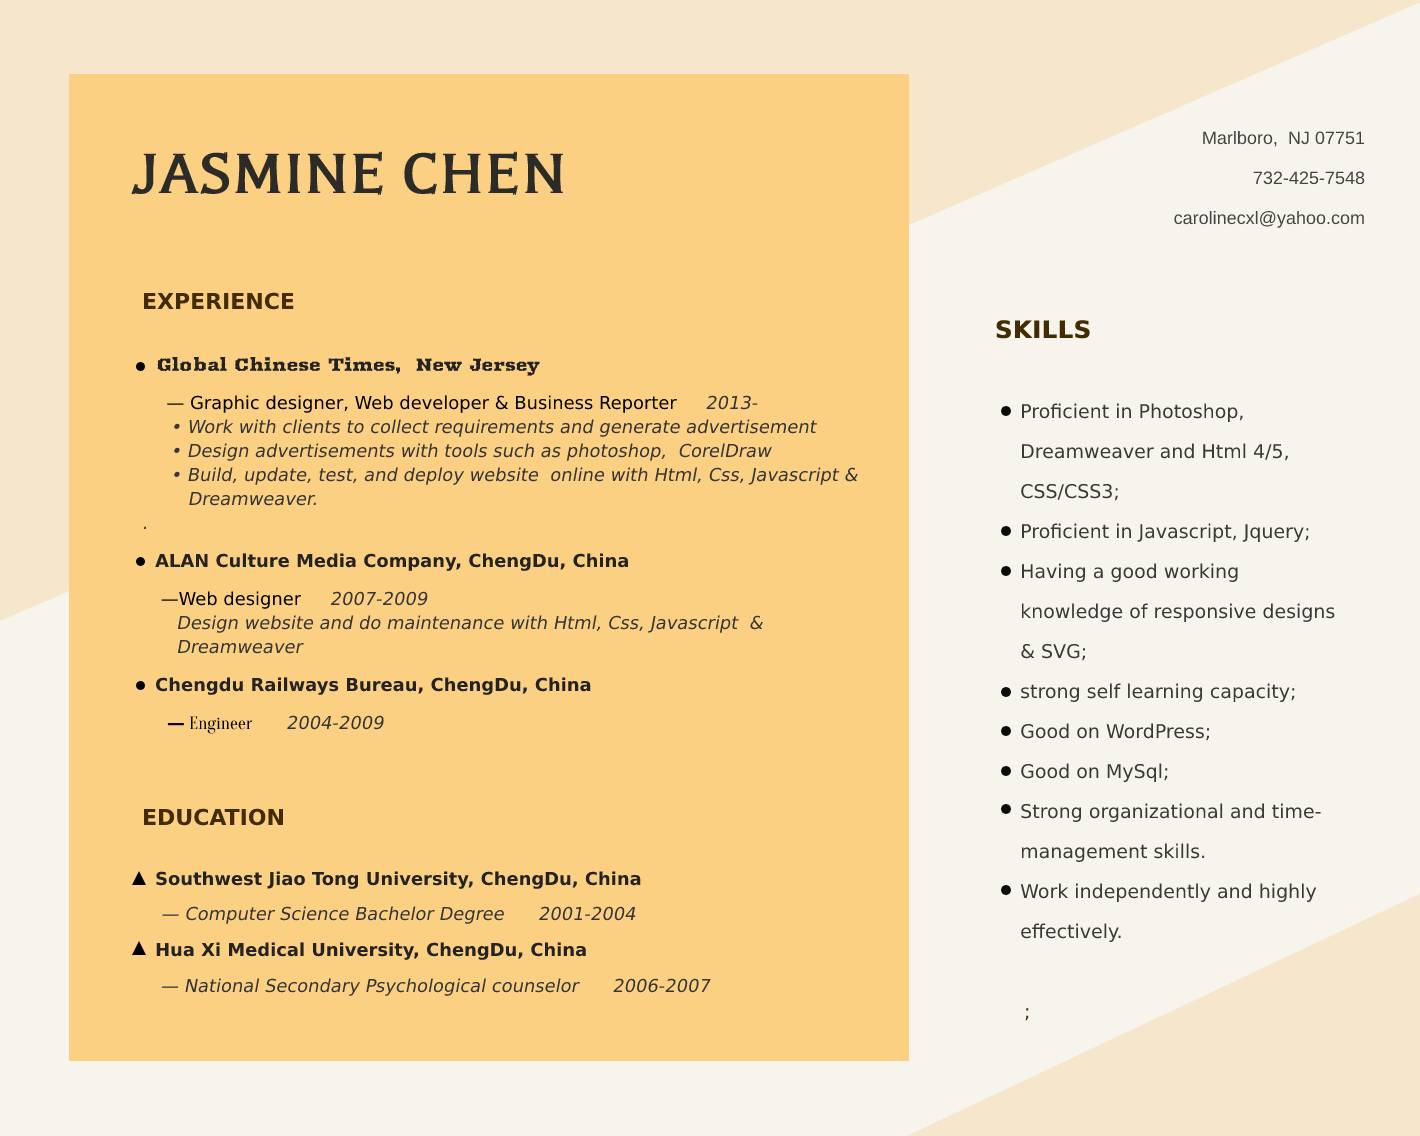 JASMINE CHEN
EXPERIENCE
● Global Chinese Times,  New Jersey
— Graphic designer, Web developer & Business Reporter 2013-
• Work with clients to collect requirements and generate advertisement
• Design advertisements with tools such as photoshop,  CorelDraw
• Build, update, test, and deploy website  online with Html, Css, Javascript &
Dreamweaver.
.
● ALAN Culture Media Company, ChengDu, China
—Web designer 2007-2009
Design website and do maintenance with Html, Css, Javascript  &
Dreamweaver
● Chengdu Railways Bureau, ChengDu, China
— Engineer 2004-2009
EDUCATION
▲ Southwest Jiao Tong University, ChengDu, China
— Computer Science Bachelor Degree 2001-2004
▲ Hua Xi Medical University, ChengDu, China
— National Secondary Psychological counselor 2006-2007
Marlboro,  NJ 07751
732-425-7548
carolinecxl@yahoo.com
SKILLS
● Proficient in Photoshop,
Dreamweaver and Html 4/5,
CSS/CSS3;
● Proficient in Javascript, Jquery;
● Having a good working
knowledge of responsive designs
& SVG;
● strong self learning capacity;
● Good on WordPress;
● Good on MySql;
● Strong organizational and time-
management skills.
● Work independently and highly
effectively.
;